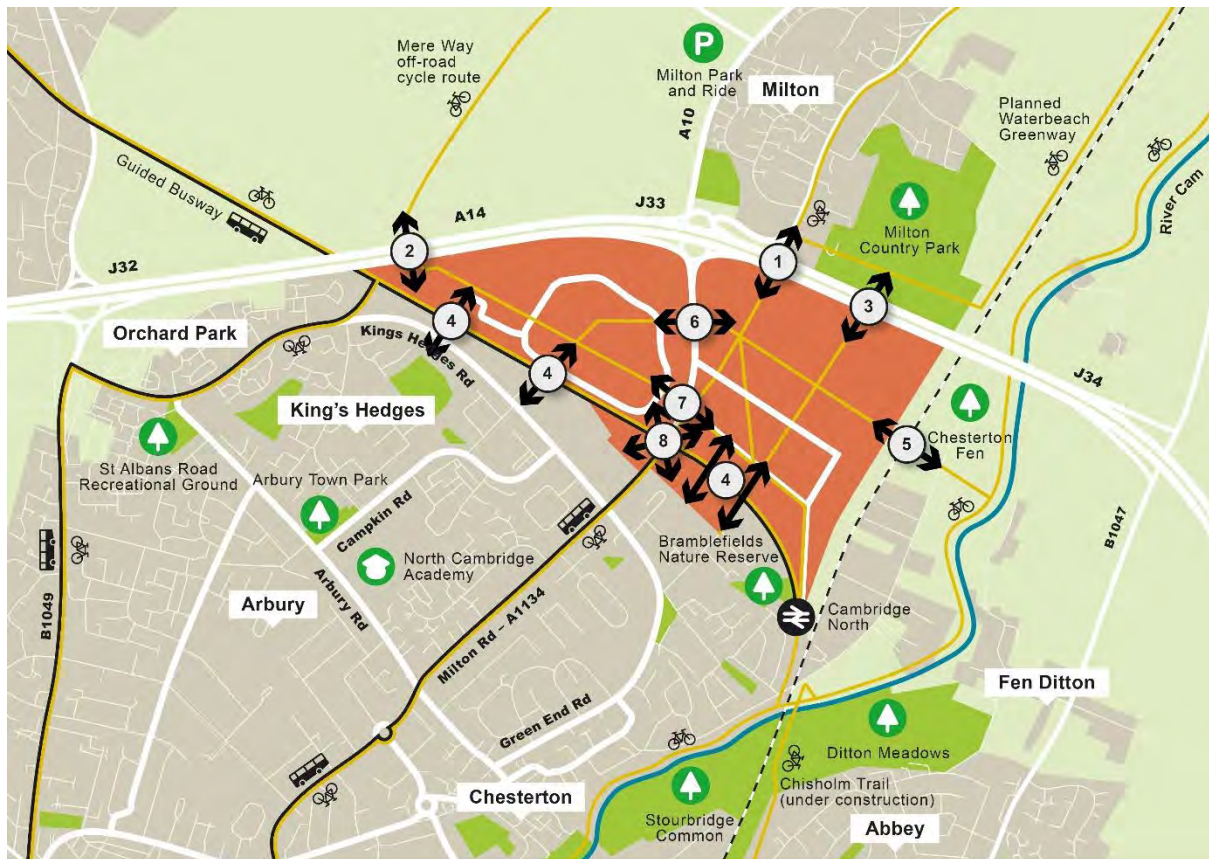 Mere Way
off-road
cycle route
P
Milton Park
and Ride
Milton
A10
Planned
Waterbeach
Greenway
River Cam
Guided Busway
A14
J33
J32
2
1
Milton
Country Park
3
Orchard Park
4
Kings Hedges Rd
6
J34
4
King's Hedges
7
8
5
Chesterton
Fen
St Albans Road
Recreational Ground
Arbury Town Park
Campkin Rd
4
B1047
North Cambridge
Academy
Bramblefields
Nature Reserve
Arbury
Arbury Rd
B1049
Milton Rd – A1134
Cambridge
North
Fen Ditton
Green End Rd
Ditton Meadows
Chesterton
Chisholm Trail
(under construction)
Stourbridge
Common
Abbey